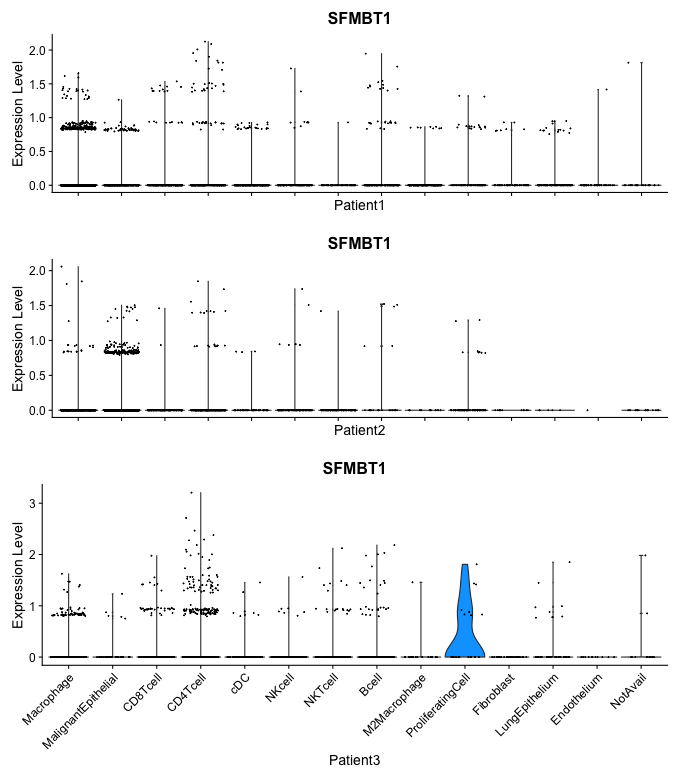 SFMBT1
Expression Level
2.0
1.5
1.0
0.5
0.0
Patient1
SFMBT1
Expression Level
2.0
1.5
1.0
0.5
0.0
Patient2
SFMBT1
Expression Level
3
2
1
0
Macrophage
MalignantEpithelial
CD8Tcell
CD4Tcell
cDC
NKcell
NKTcell
Bcell
M2Macrophage
ProliferatingCell
Fibroblast
LungEpithelium
Endothelium
NotAvail
Patient3